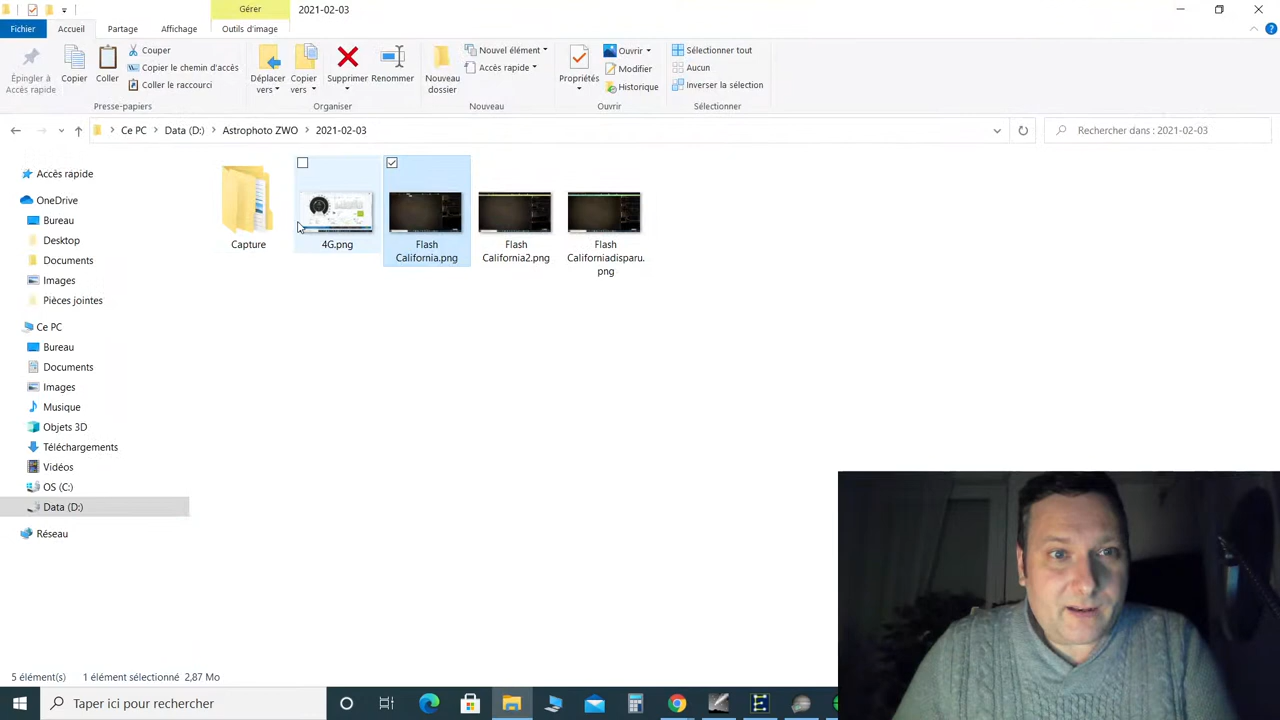 Gérer
2021-02-03
Fichier
Accueil
Partage
Affichage
Outils d'image
Épingler à
Accès rapide
Copier
Coller
Couper
Copier le chemin d'accès
Coller le raccourci
Presse-papiers
Déplacer
vers
Copier
vers
Supprimer
Renommer
Organiser
Nouveau
dossier
Nouvel élément
Accès rapide
Nouveau
Propriétés
Ouvrir
Modifier
Historique
Ouvrir
Sélectionner tout
Aucun
Inverser la sélection
Sélectionner
Ce PC > Data (D:) > Astrophoto ZWO > 2021-02-03
Rechercher dans : 2021-02-03
Accès rapide
OneDrive
Bureau
Desktop
Documents
Images
Pièces jointes
Ce PC
Bureau
Documents
Images
Musique
Objets 3D
Téléchargements
Vidéos
OS (C:)
Data (D:)
Réseau
Capture
4G.png
Flash
California.png
Flash
California2.png
Flash
Californiadisparu.
png
5 élément(s)
1 élément sélectionné 2,87 Mo
Taper ici pour rechercher